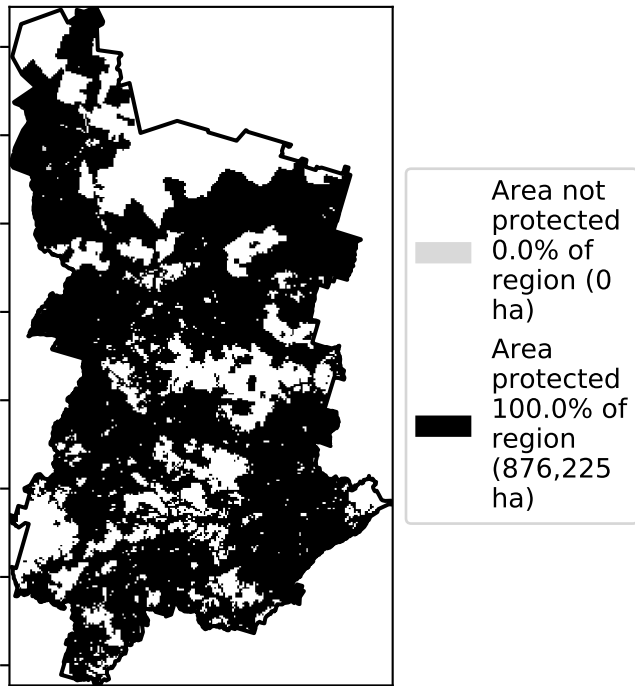 Area not
protected
0.0% of
region (0
ha)
Area
protected
100.0% of
region
(876,225
ha)